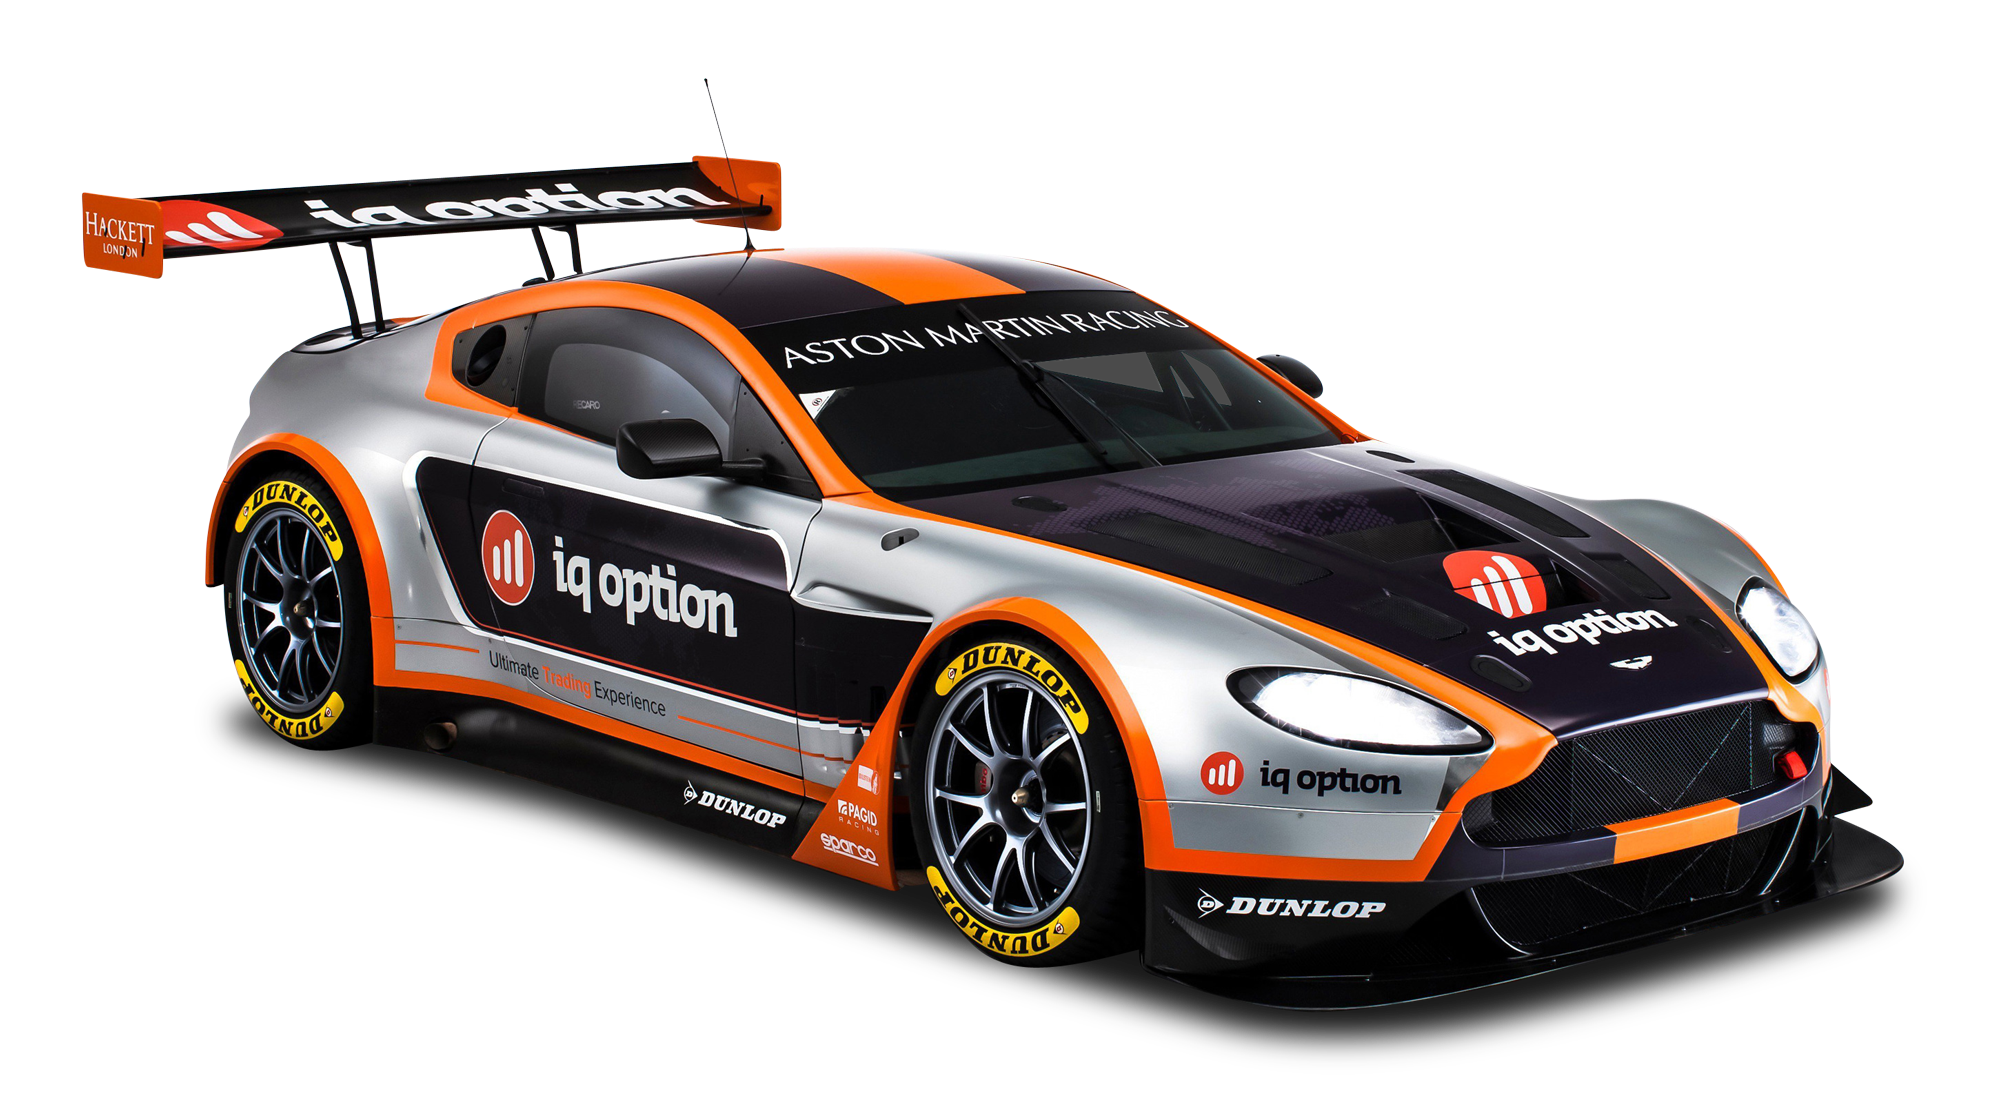 HACKETT
LONDON
iq option
ASTON MARTIN RACING
RECARO
DUNLOP
DUNLOP
iq option
Ultimate Trading Experience
DUNLOP
PAGID
RACING
sparco
DUNLOP
DUNLOP
iq option
iq option
DUNLOP